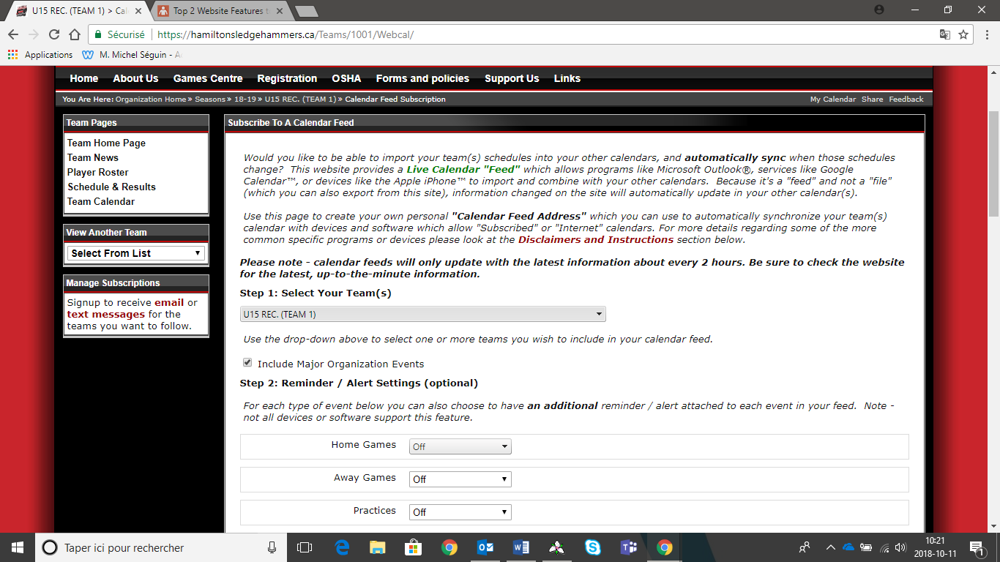 U15 REC. (TEAM 1) > Cal
Top 2 Website Features t
Sécurisé
https://hamiltonsledgehammers.ca/Teams/1001/Webcal/
Applications
M. Michel Séguin - A
Home About Us Games Centre Registration OSHA Forms and policies Support Us Links
You Are Here: Organization Home » Seasons » 18-19 » U15 REC. (TEAM 1) » Calendar Feed Subscription
My Calendar Share Feedback
Team Pages
Team Home Page
Team News
Player Roster
Schedule & Results
Team Calendar
View Another Team
Select From List
Manage Subscriptions
Signup to receive email or
text messages for the
teams you want to follow.
Subscribe To A Calendar Feed
Would you like to be able to import your team(s) schedules into your other calendars, and automatically sync when those schedules
change? This website provides a Live Calendar "Feed" which allows programs like Microsoft Outlook®, services like Google
Calendar™, or devices like the Apple iPhone™ to import and combine with your other calendars. Because it's a "feed" and not a "file"
(which you can also export from this site), information changed on the site will automatically update in your other calendar(s).
Use this page to create your own personal "Calendar Feed Address" which you can use to automatically synchronize your team(s)
calendar with devices and software which allow "Subscribed" or "Internet" calendars. For more details regarding some of the more
common specific programs or devices please look at the Disclaimers and Instructions section below.
Please note - calendar feeds will only update with the latest information about every 2 hours. Be sure to check the website
for the latest, up-to-the-minute information.
Step 1: Select Your Team(s)
U15 REC. (TEAM 1)
Use the drop-down above to select one or more teams you wish to include in your calendar feed.
Include Major Organization Events
Step 2: Reminder / Alert Settings (optional)
For each type of event below you can also choose to have an additional reminder / alert attached to each event in your feed. Note -
not all devices or software support this feature.
Home Games Off
Away Games Off
Practices Off
Taper ici pour rechercher
10:21
2018-10-11
1